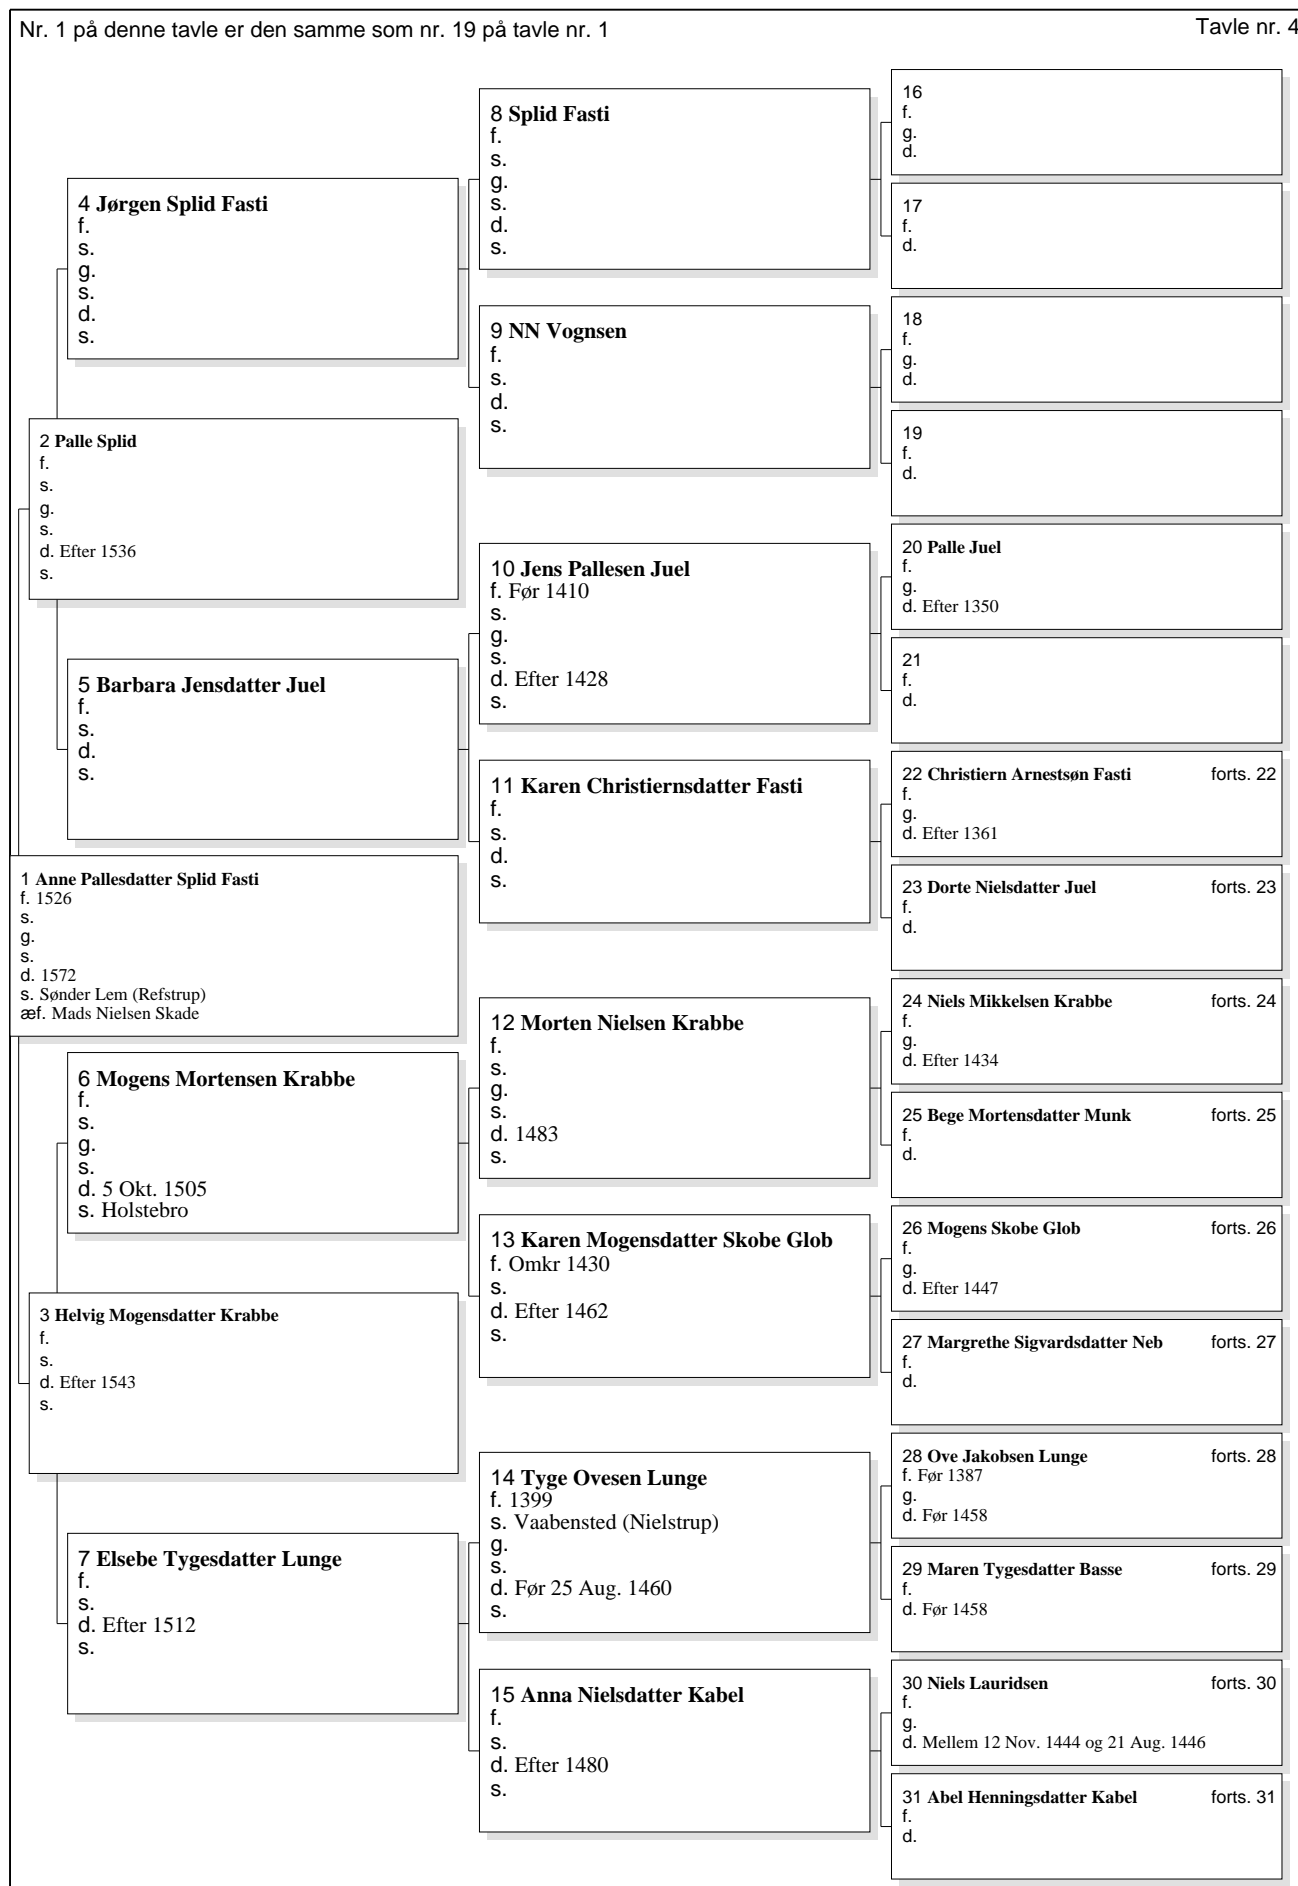 Nr. 1 på denne tavle er den samme som nr. 19 på tavle nr. 1
Tavle nr. 4
1 Anne Pallesdatter Splid Fasti
f. 1526
s.
g.
s.
d. 1572
s. Sønder Lem (Refstrup)
æf. Mads Nielsen Skade
2 Palle Splid
f.
s.
g.
s.
d. Efter 1536
s.
3 Helvig Mogensdatter Krabbe
f.
s.
d. Efter 1543
s.
4 Jørgen Splid Fasti
f.
s.
g.
s.
d.
s.
5 Barbara Jensdatter Juel
f.
s.
d.
s.
6 Mogens Mortensen Krabbe
f.
s.
g.
s.
d. 5 Okt. 1505
s. Holstebro
7 Elsebe Tygesdatter Lunge
f.
s.
d. Efter 1512
s.
8 Splid Fasti
f.
s.
g.
s.
d.
s.
9 NN Vognsen
f.
s.
d.
s.
10 Jens Pallesen Juel
f. Før 1410
s.
g.
s.
d. Efter 1428
s.
11 Karen Christiernsdatter Fasti
f.
s.
d.
s.
12 Morten Nielsen Krabbe
f.
s.
g.
s.
d. 1483
s.
13 Karen Mogensdatter Skobe Glob
f. Omkr 1430
s.
d. Efter 1462
s.
14 Tyge Ovesen Lunge
f. 1399
s. Vaabensted (Nielstrup)
g.
s.
d. Før 25 Aug. 1460
s.
15 Anna Nielsdatter Kabel
f.
s.
d. Efter 1480
s.
16
f.
g.
d.
17
f.
d.
18
f.
g.
d.
19
f.
d.
20 Palle Juel
f.
g.
d. Efter 1350
21
f.
d.
22 Christiern Arnestsøn Fasti forts. 22
f.
g.
d. Efter 1361
23 Dorte Nielsdatter Juel forts. 23
f.
d.
24 Niels Mikkelsen Krabbe forts. 24
f.
g.
d. Efter 1434
25 Bege Mortensdatter Munk forts. 25
f.
d.
26 Mogens Skobe Glob forts. 26
f.
g.
d. Efter 1447
27 Margrethe Sigvardsdatter Neb forts. 27
f.
d.
28 Ove Jakobsen Lunge forts. 28
f. Før 1387
g.
d. Før 1458
29 Maren Tygesdatter Basse forts. 29
f.
d. Før 1458
30 Niels Lauridsen forts. 30
f.
g.
d. Mellem 12 Nov. 1444 og 21 Aug. 1446
31 Abel Henningsdatter Kabel forts. 31
f.
d.